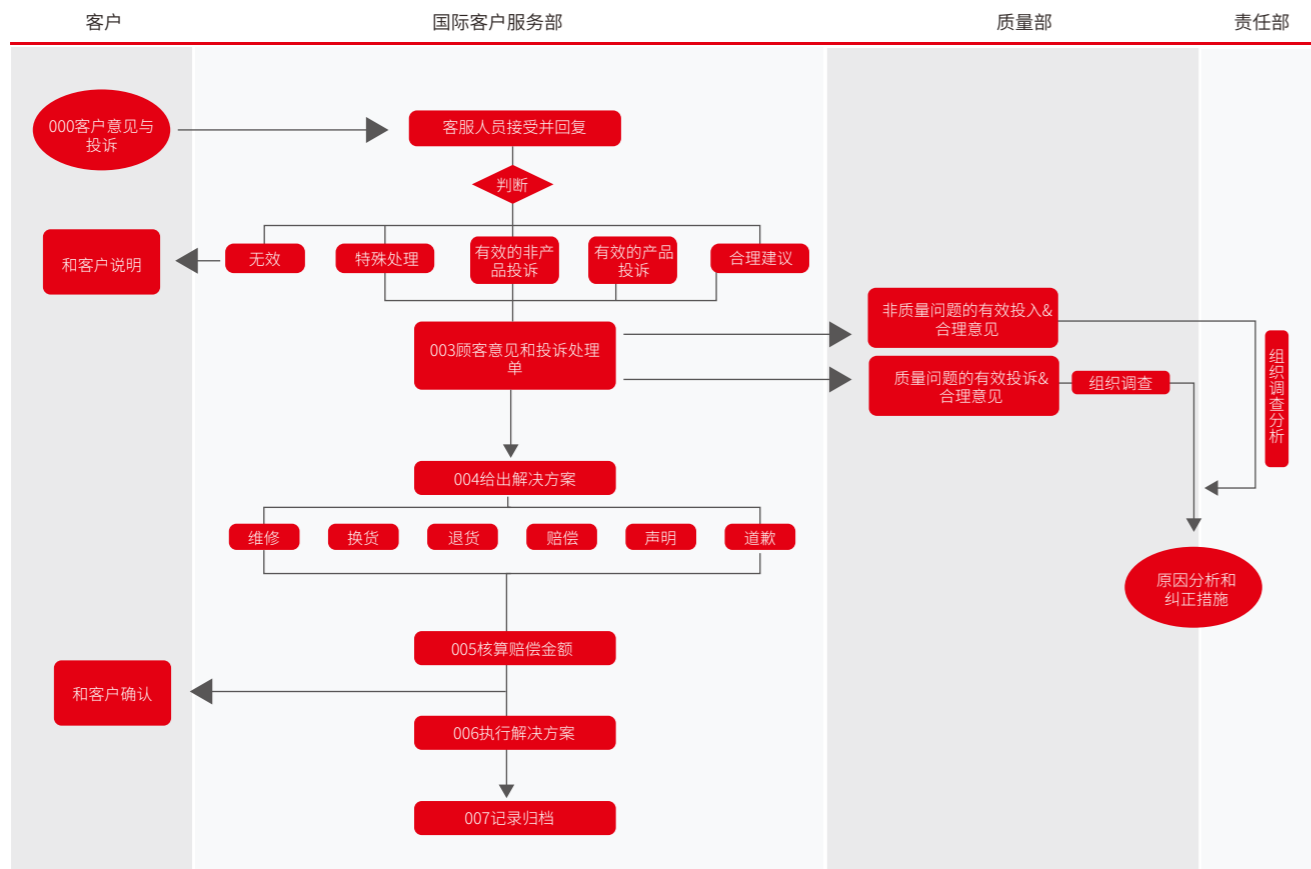 客户
国际客户服务部
质量部
责任部
000客户意见与
投诉
客服人员接受并回复
判断
和客户说明
无效
特殊处理
有效的非产
品投诉
有效的产品
投诉
合理建议
003顾客意见和投诉处理
单
非质量问题的有效投入&
合理意见
质量问题的有效投诉&
合理意见
组织调查
组织调查分析
004给出解决方案
维修
换货
退货
赔偿
声明
道歉
原因分析和
纠正措施
005核算赔偿金额
和客户确认
006执行解决方案
007记录归档